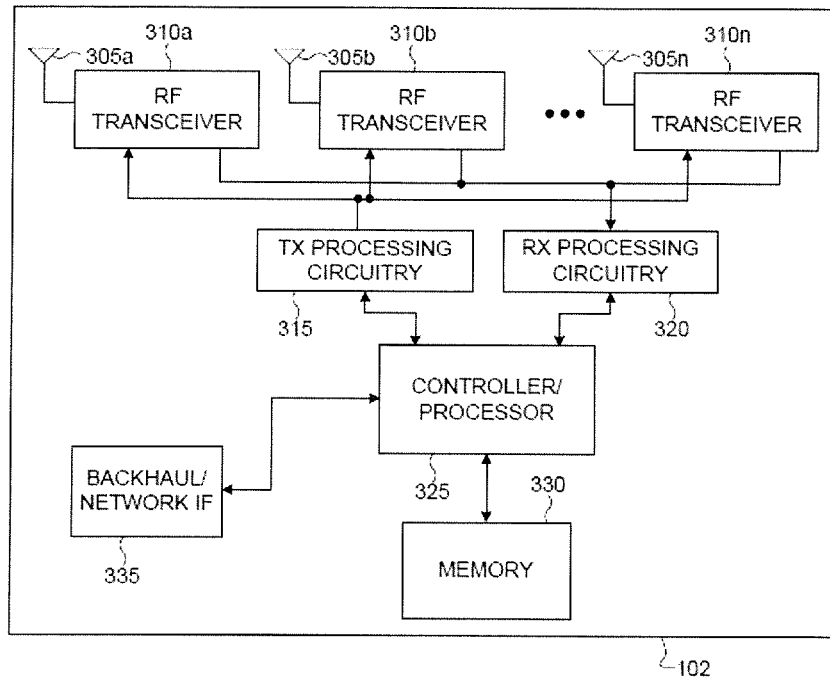 310a
310b
310n
305a
305b
305n
RF
TRANSCEIVER
RF
TRANSCEIVER
RF
TRANSCEIVER
TX PROCESSING
CIRCUITRY
RX PROCESSING
CIRCUITRY
315
320
CONTROLLER/
PROCESSOR
BACKHAUL/
NETWORK IF
325
330
335
MEMORY
102